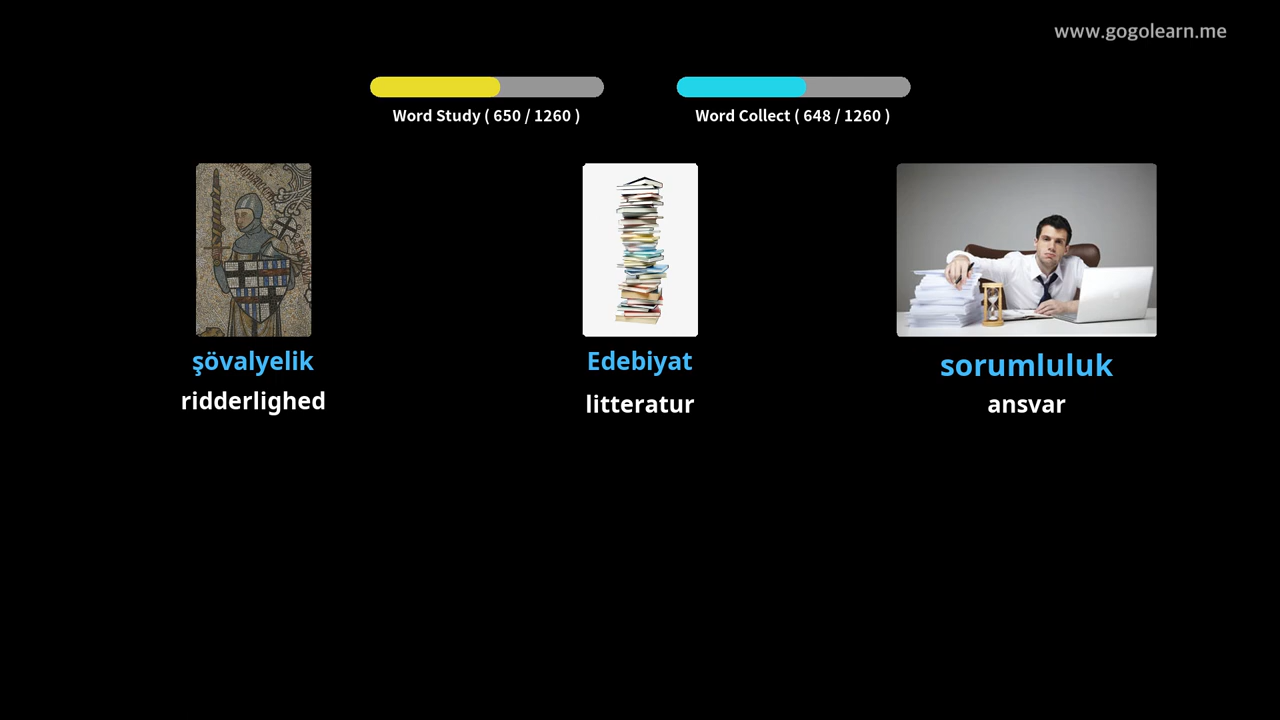 www.gogolearn.me
Word Study ( 650 / 1260 )
Word Collect ( 648 / 1260 )
şövalyelik
ridderlighed
Edebiyat
litteratur
sorumluluk
ansvar